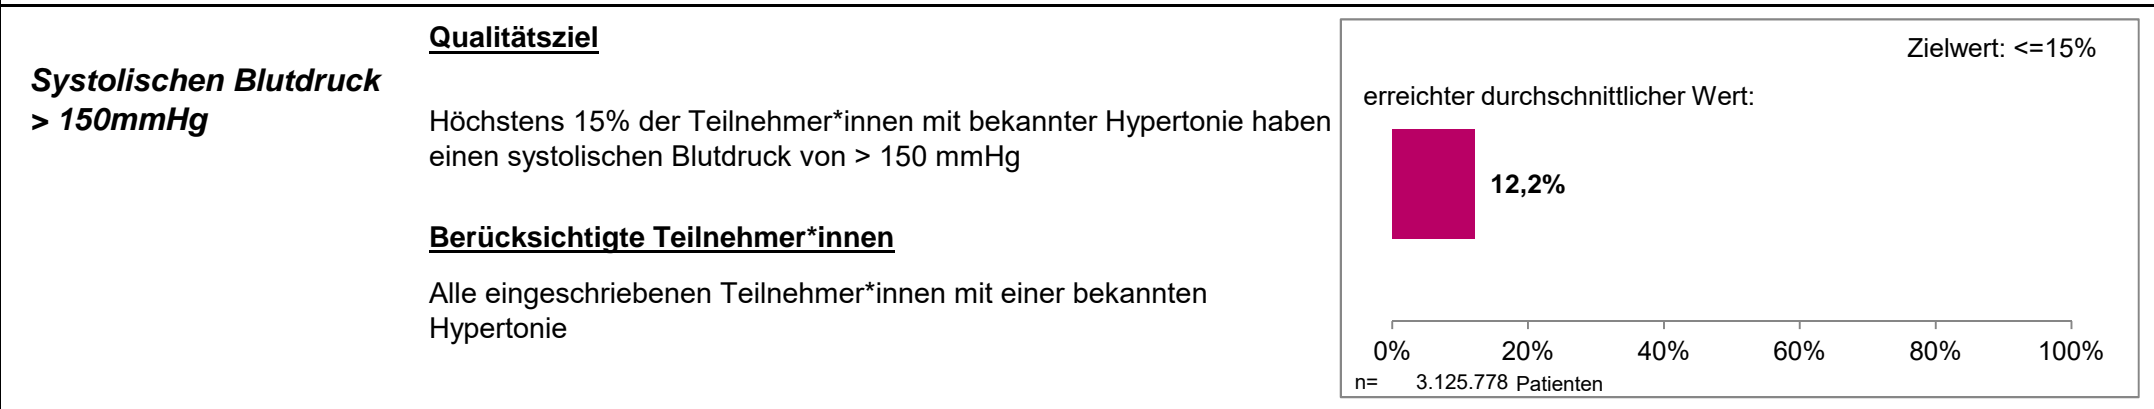 Systolischen Blutdruck
> 150mmHg
Qualitätsziel
Höchstens 15% der Teilnehmer*innen mit bekannter Hypertonie haben
einen systolischen Blutdruck von > 150 mmHg
Berücksichtigte Teilnehmer*innen
Alle eingeschriebenen Teilnehmer*innen mit einer bekannten
Hypertonie
Zielwert: <=15%
erreichter durchschnittlicher Wert:
12,2%
0% 20% 40% 60% 80% 100%
n= 3.125.778 Patienten